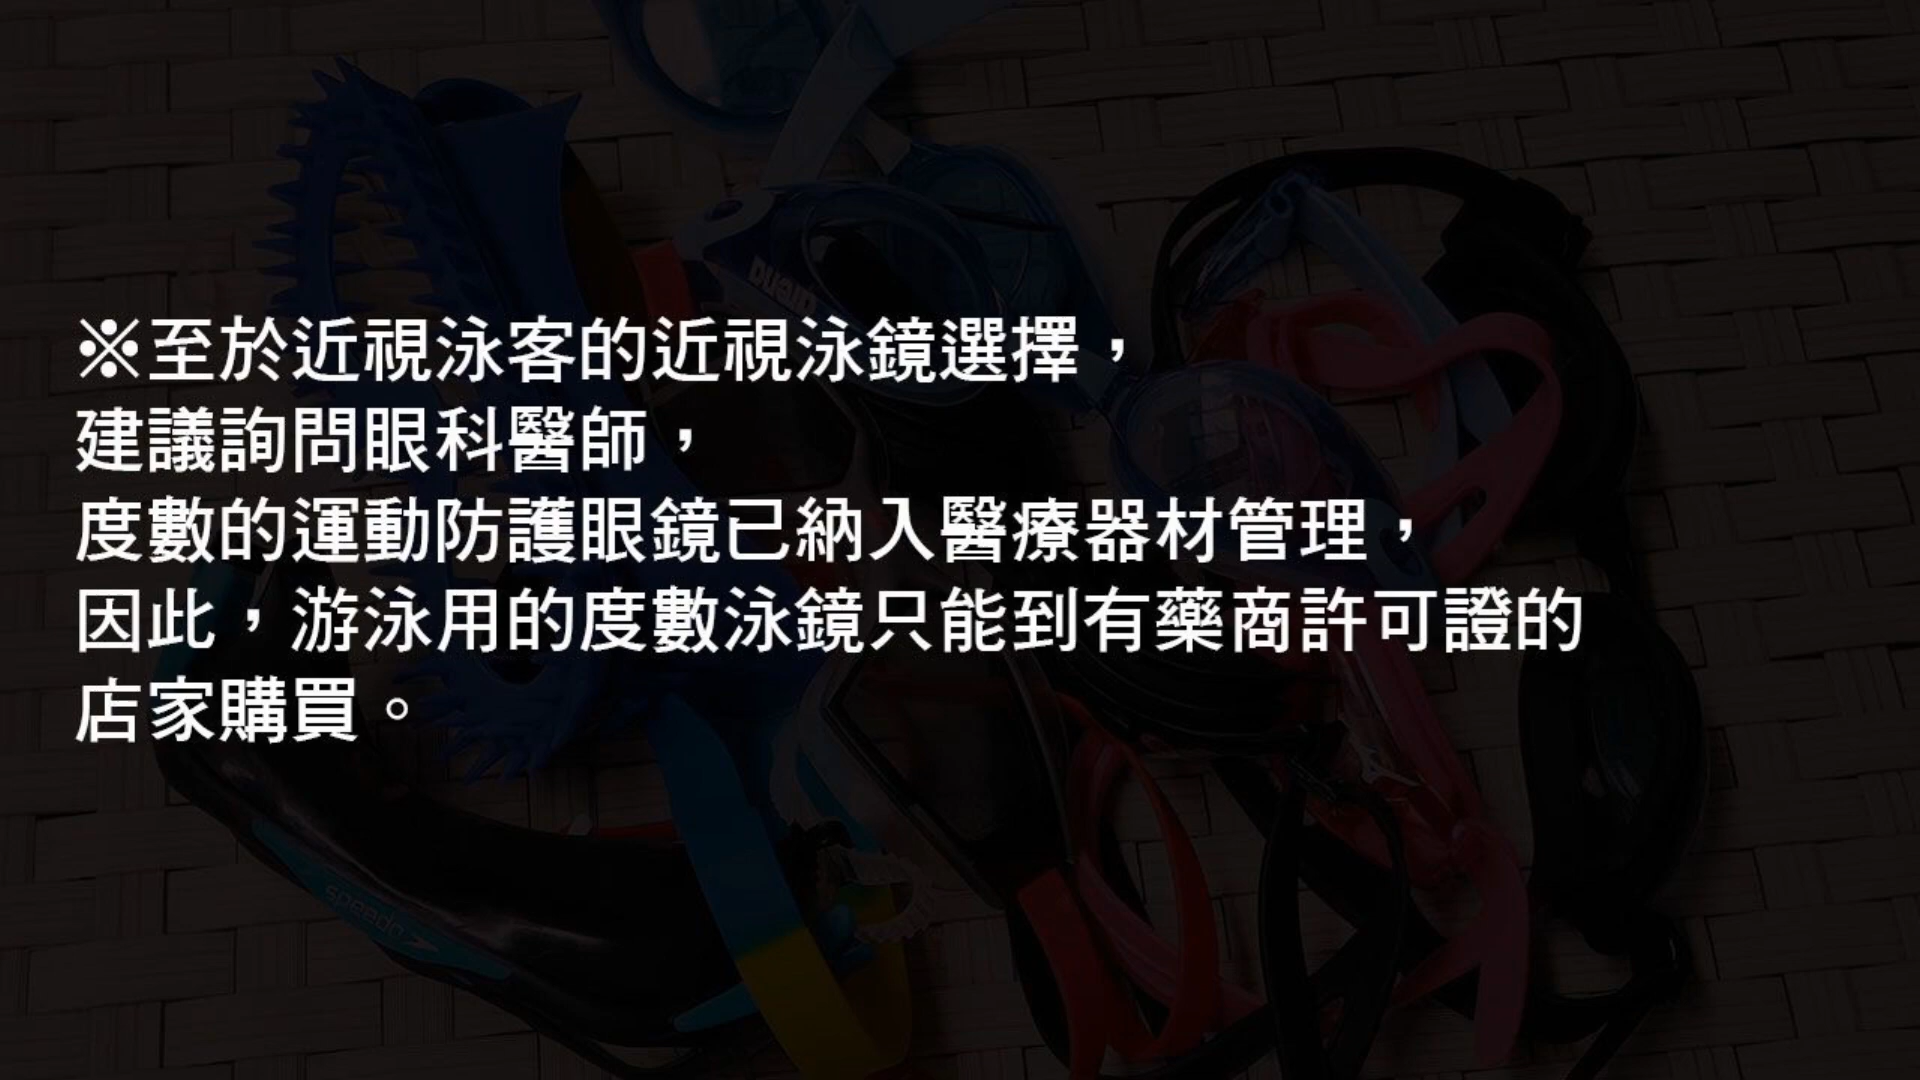 ※至於近視泳客的近視泳鏡選擇，
建議詢問眼科醫師，
度數的運動防護眼鏡已納入醫療器材管理，
因此，游泳用的度數泳鏡只能到有藥商許可證的
店家購買。
speedo